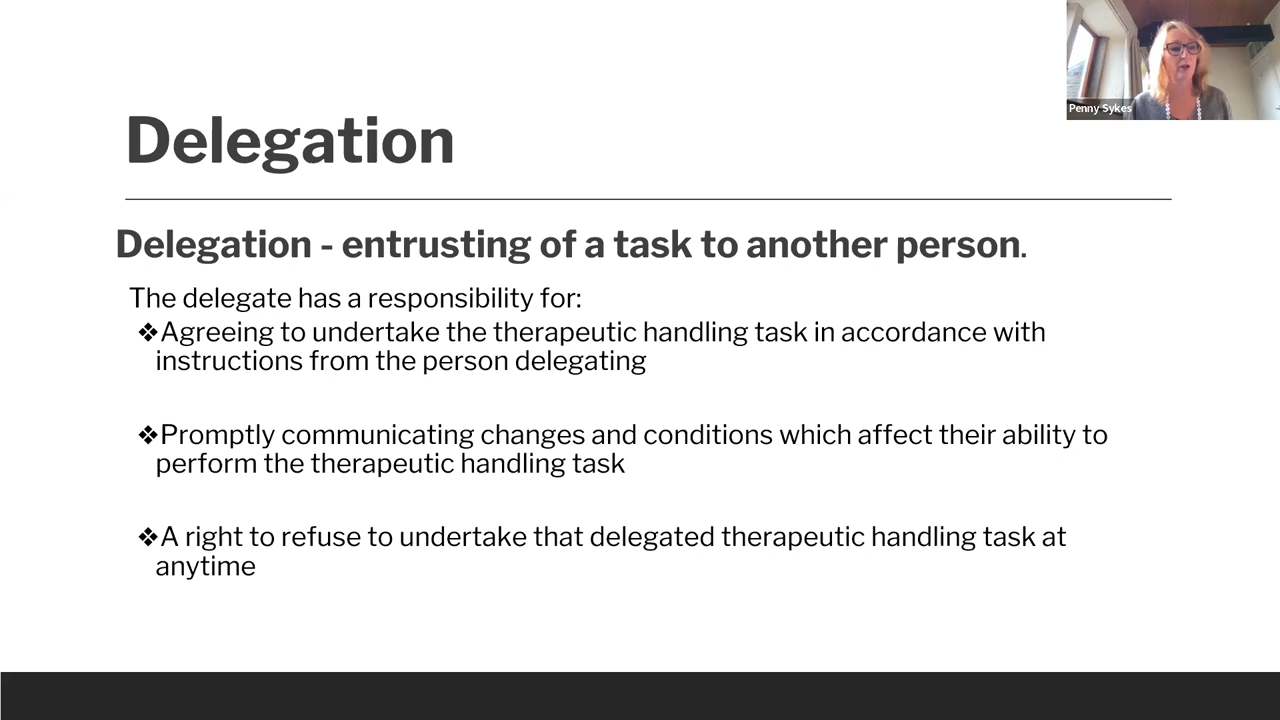 Penny Sykes
Delegation
Delegation - entrusting of a task to another person.
The delegate has a responsibility for:
❖Agreeing to undertake the therapeutic handling task in accordance with
instructions from the person delegating
❖Promptly communicating changes and conditions which affect their ability to
perform the therapeutic handling task
❖A right to refuse to undertake that delegated therapeutic handling task at
anytime